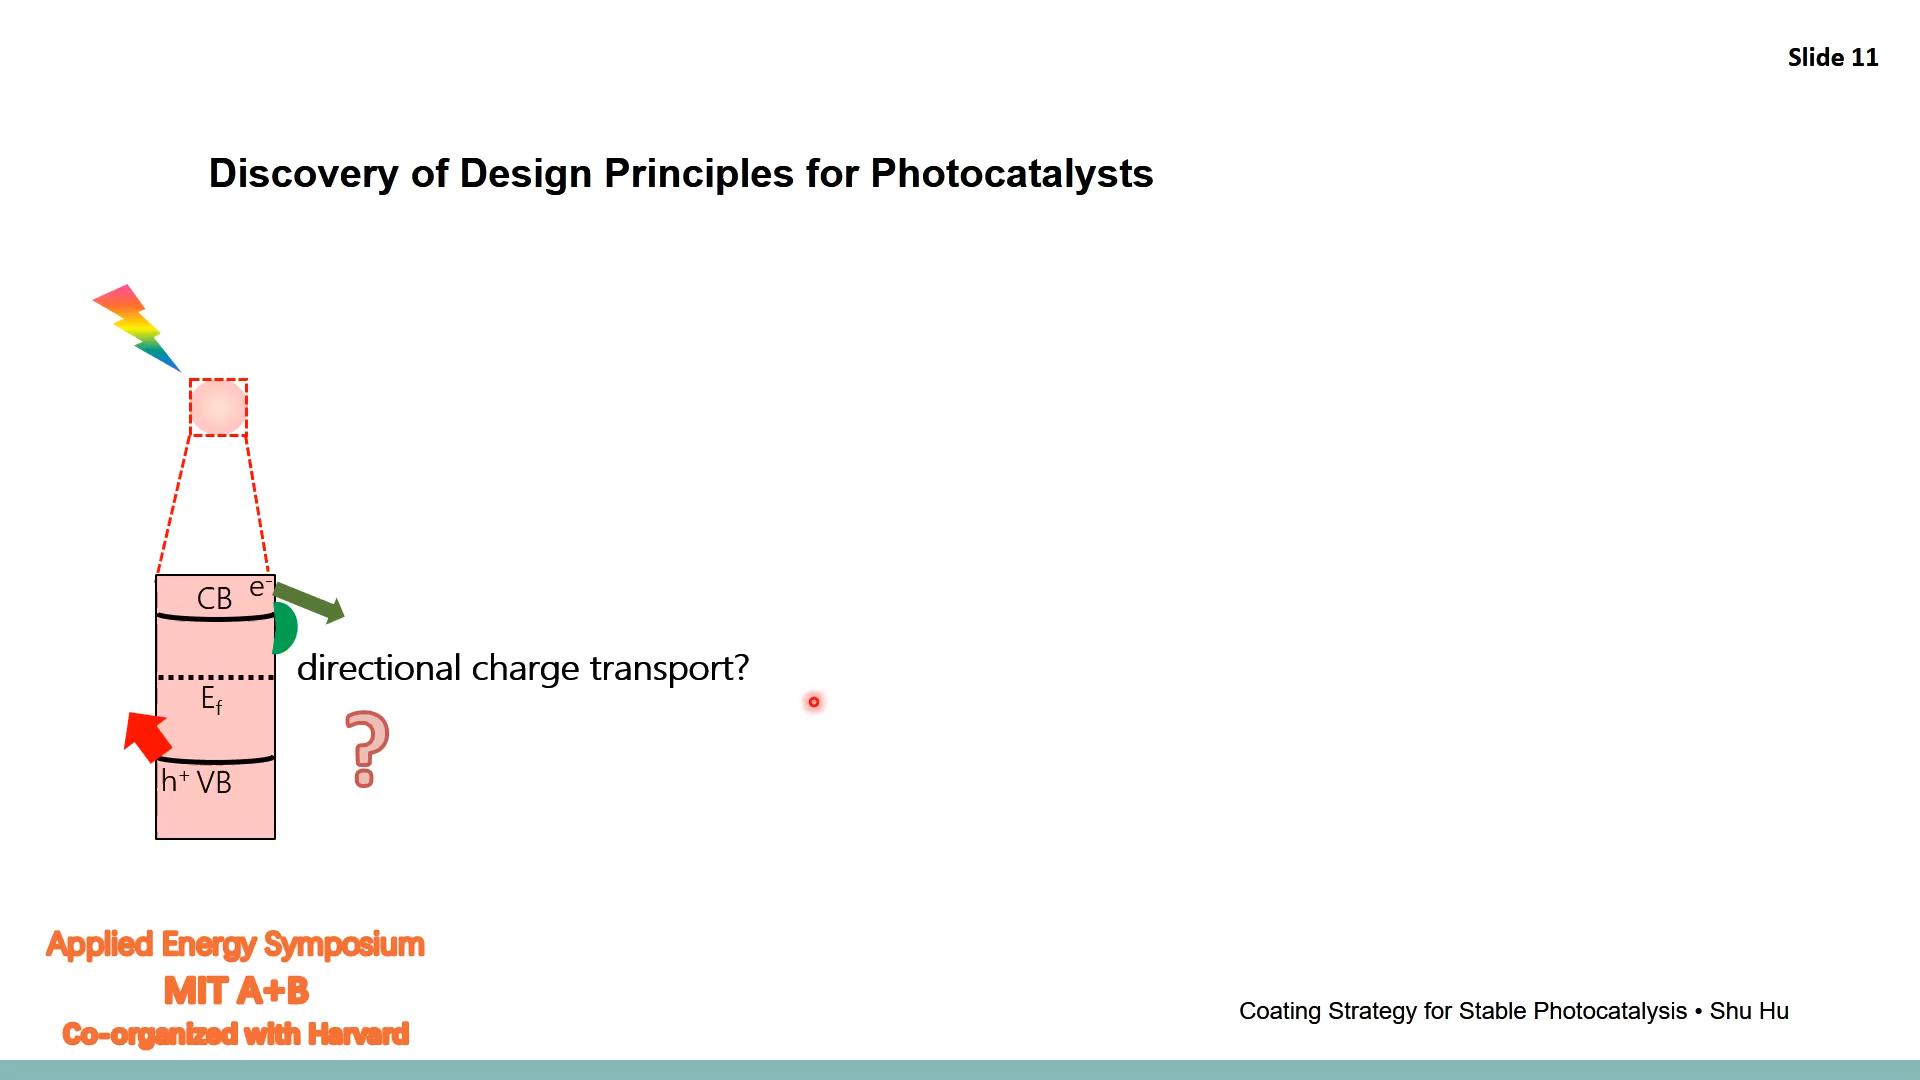 Slide 11
Discovery of Design Principles for Photocatalysts
CB e⁻
directional charge transport?
E_f
?
h⁺ VB
Applied Energy Symposium
MIT A+B
Co-organized with Harvard
Coating Strategy for Stable Photocatalysis • Shu Hu